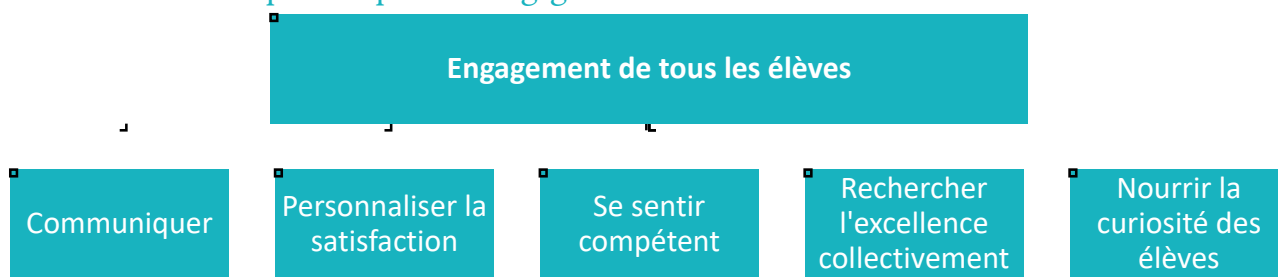 Engagement de tous les élèves
Communiquer
Personnaliser la
satisfaction
Se sentir
compétent
Rechercher
l'excellence
collectivement
Nourrir la
curiosité des
élèves